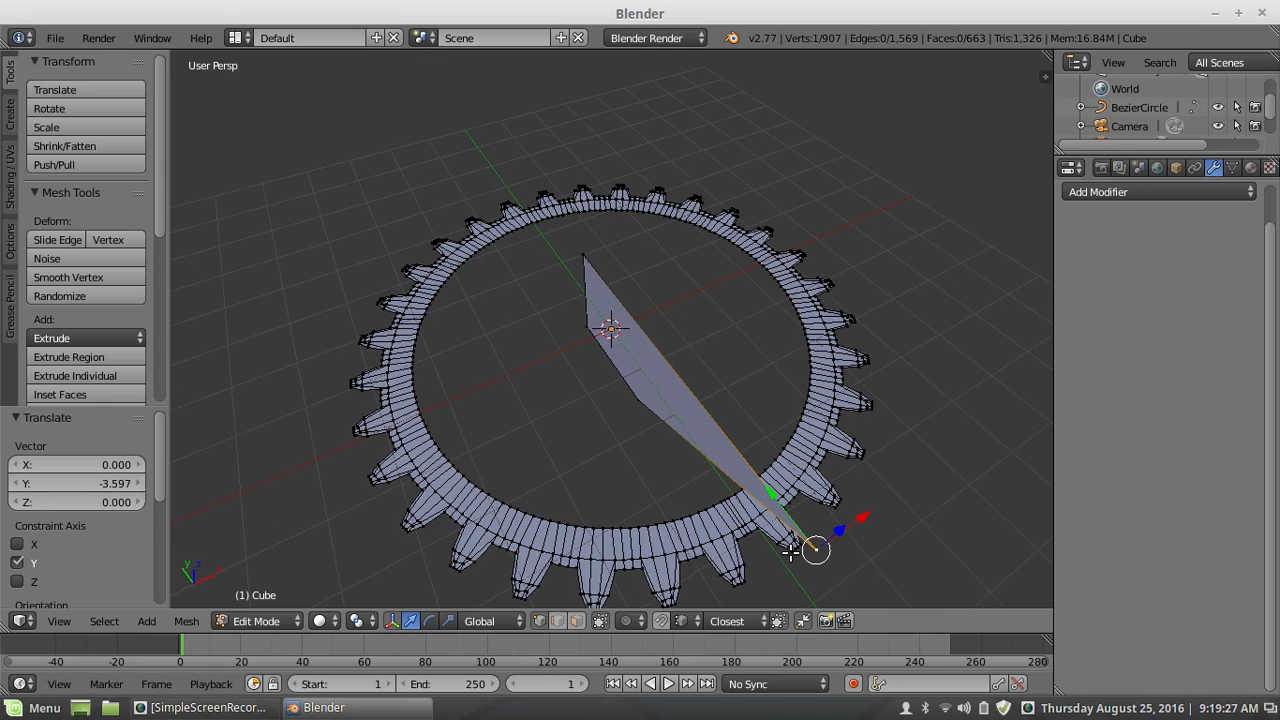 Blender
File Render Window Help Default Scene Blender Render v2.77 | Verts:1/907 | Edges:0/1,569 | Faces:0/663 | Tris:1,326 | Mem:16.84M | Cube
Tools
Create
Shading / UVs
Options
Grease Pencil
Transform
Translate
Rotate
Scale
Shrink/Fatten
Push/Pull
Mesh Tools
Deform:
Slide Edge Vertex
Noise
Smooth Vertex
Randomize
Add:
Extrude
Extrude Region
Extrude Individual
Inset Faces
Translate
Vector
X: 0.000
Y: -3.597
Z: 0.000
Constraint Axis
X
Y
Z
Orientation
User Persp
y z
(1) Cube
View Search All Scenes
World
BezierCircle
Camera
Add Modifier
View Select Add Mesh Edit Mode Global Closest
-40 -20 0 20 40 60 80 100 120 140 160 180 200 220 240 260 280
View Marker Frame Playback Start: 1 End: 250 1 No Sync
Menu [SimpleScreenRecor... Blender Thursday August 25, 2016 | 9:19:27 AM